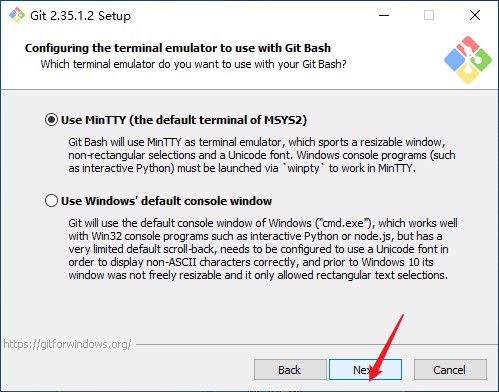 Git 2.35.1.2 Setup
Configuring the terminal emulator to use with Git Bash
Which terminal emulator do you want to use with your Git Bash?
Use MinTTY (the default terminal of MSYS2)
Git Bash will use MinTTY as terminal emulator, which sports a resizable window,
non-rectangular selections and a Unicode font. Windows console programs (such
as interactive Python) must be launched via `winpty` to work in MinTTY.
Use Windows' default console window
Git will use the default console window of Windows ("cmd.exe"), which works well
with Win32 console programs such as interactive Python or node.js, but has a
very limited default scroll-back, needs to be configured to use a Unicode font in
order to display non-ASCII characters correctly, and prior to Windows 10 its
window was not freely resizable and it only allowed rectangular text selections.
https://gitforwindows.org/
Back
Next
Cancel